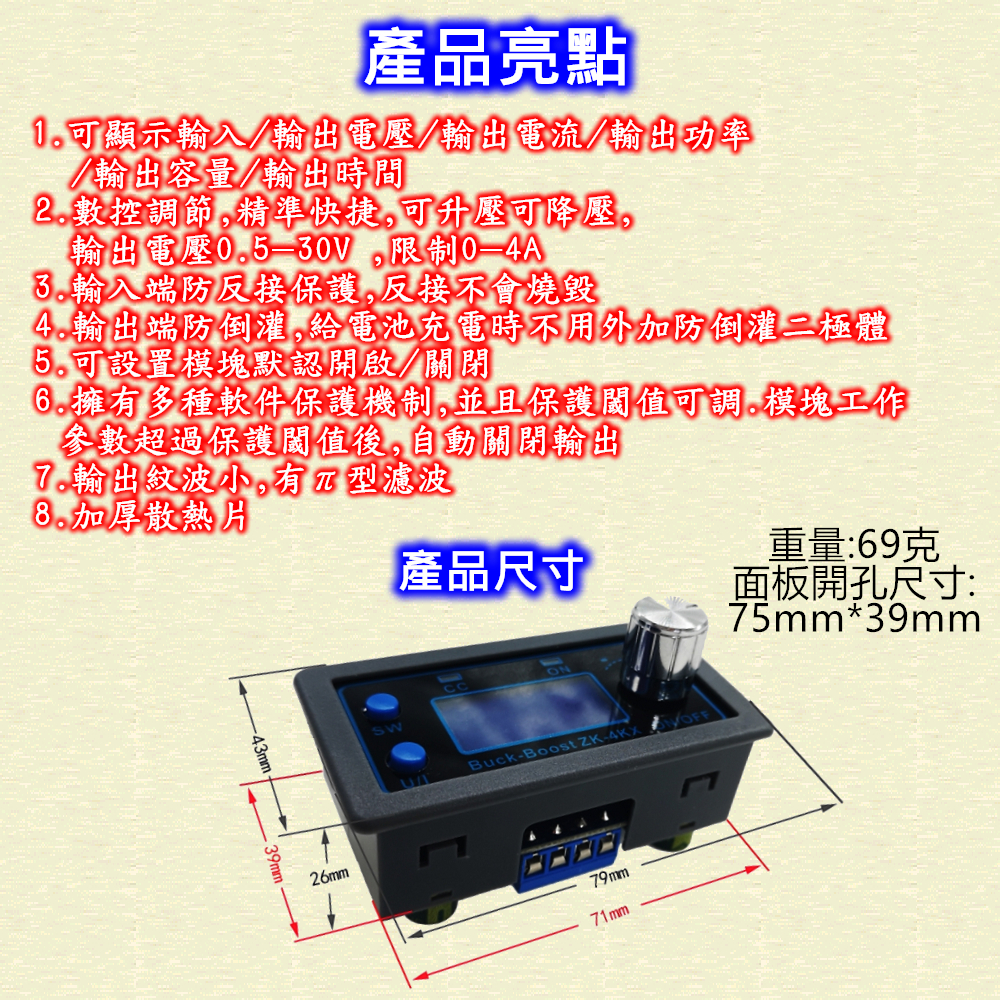 產品亮點
1.可顯示輸入/輸出電壓/輸出電流/輸出功率
/輸出容量/輸出時間
2.數控調節,精準快捷,可升壓可降壓,
輸出電壓0.5—30V ,限制0—4A
3.輸入端防反接保護,反接不會燒毀
4.輸出端防倒灌,給電池充電時不用外加防倒灌二極體
5.可設置模塊默認開啟/關閉
6.擁有多種軟件保護機制,並且保護閾值可調.模塊工作
參數超過保護閾值後,自動關閉輸出
7.輸出紋波小,有π型濾波
8.加厚散熱片
產品尺寸
重量:69克
面板開孔尺寸:
75mm*39mm
CC
ON
SW
U/I
Buck-Boost ZK-4KX
ON/OFF
43mm
39mm
26mm
79mm
71mm